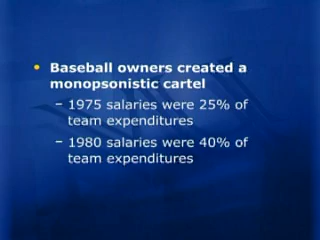 • Baseball owners created a
monopsonistic cartel
– 1975 salaries were 25% of
team expenditures
– 1980 salaries were 40% of
team expenditures